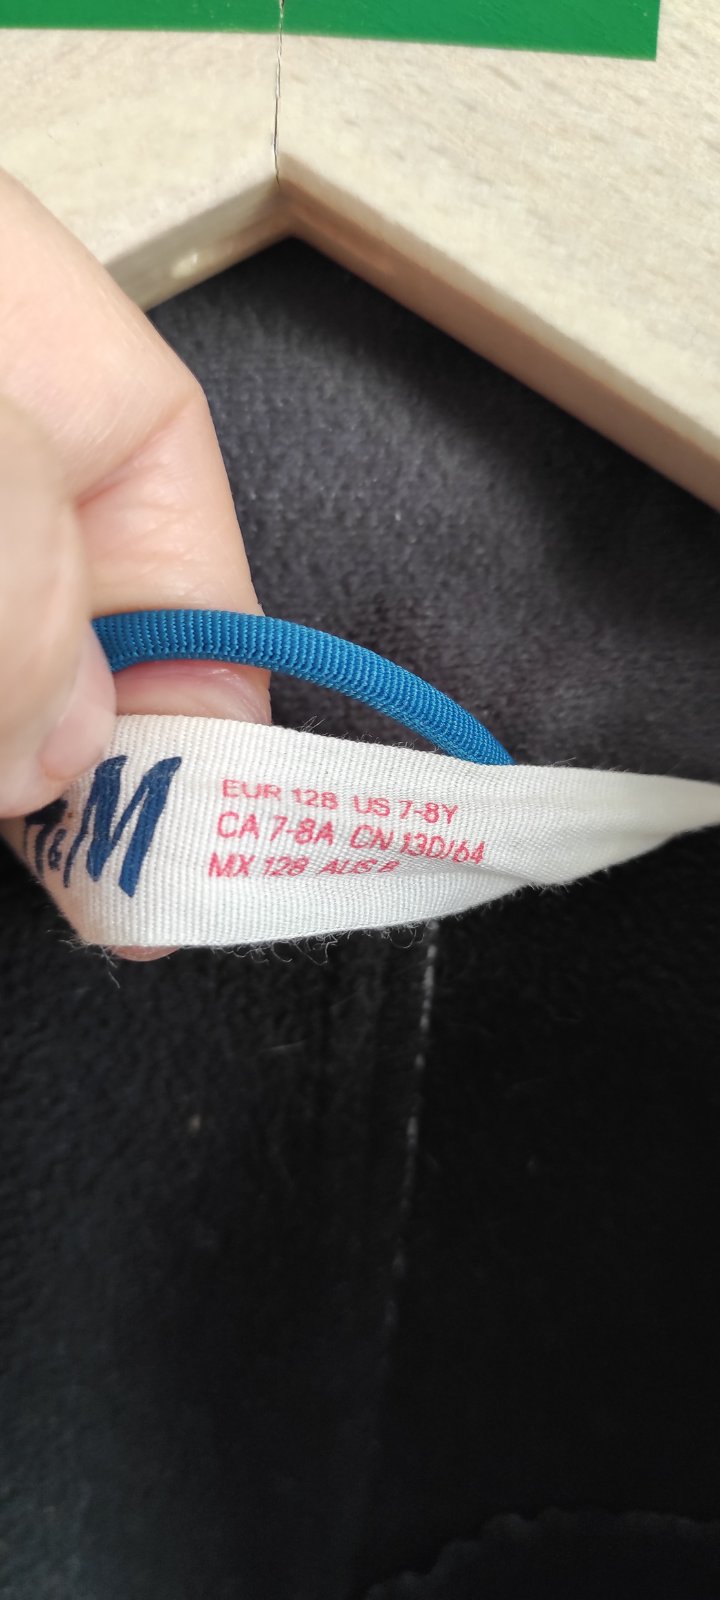 H&M
EUR 128 US 7-8Y
CA 7-8A CN 130/64
MX 128 AUS 8